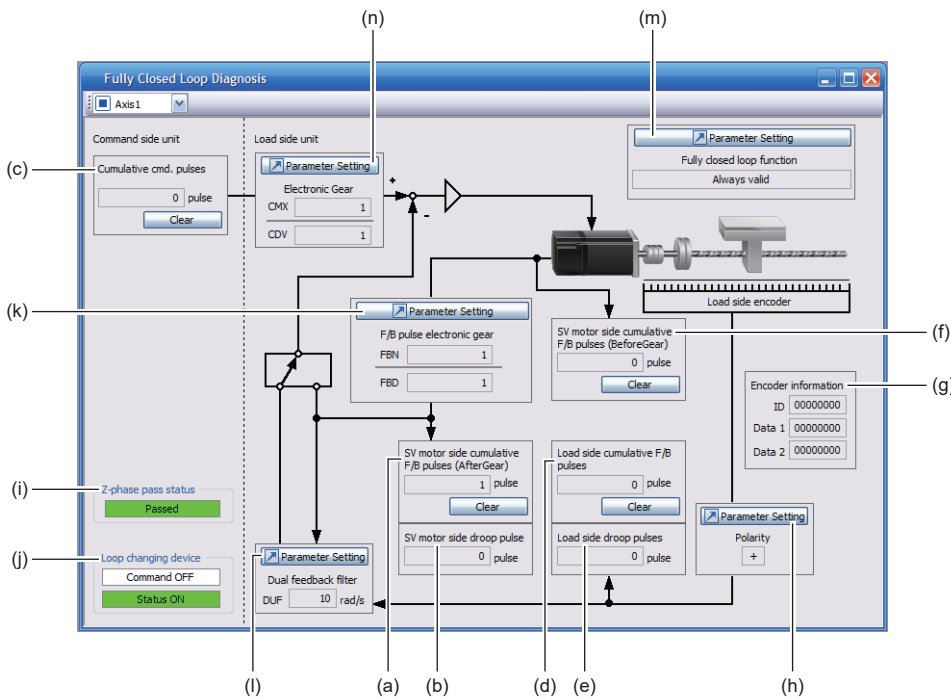 (n)
(m)
Fully Closed Loop Diagnosis
Axis1
Command side unit
Load side unit
Parameter Setting
Fully closed loop function
Always valid
(c)
Cumulative cmd. pulses
0 pulse
Clear
Parameter Setting
Electronic Gear
CMX 1
CDV 1
+
-
Load side encoder
(k)
Parameter Setting
F/B pulse electronic gear
FBN 1
FBD 1
SV motor side cumulative
F/B pulses (BeforeGear)
0 pulse
Clear
(f)
Encoder information
ID 00000000
Data 1 00000000
Data 2 00000000
(g)
SV motor side cumulative
F/B pulses (AfterGear)
1 pulse
Clear
SV motor side droop pulse
0 pulse
Load side cumulative F/B
pulses
0 pulse
Clear
Load side droop pulses
0 pulse
(i)
Z-phase pass status
Passed
(j)
Loop changing device
Command OFF
Status ON
Parameter Setting
Dual feedback filter
DUF 10 rad/s
Parameter Setting
Polarity
+
(l)
(a)
(b)
(d)
(e)
(h)